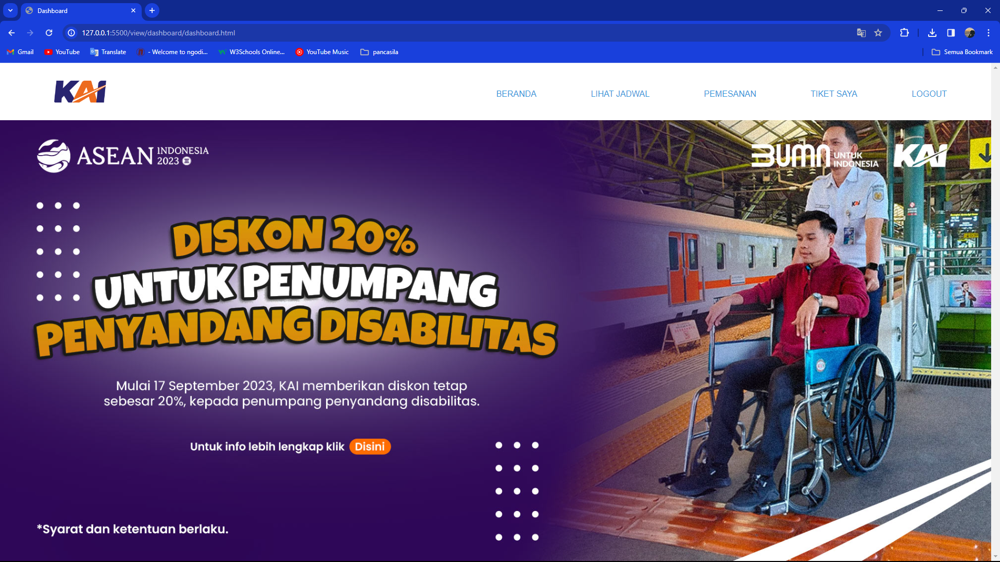 Dashboard
127.0.0.1:5500/view/dashboard/dashboard.html
Gmail
YouTube
Translate
- Welcome to ngodi...
W3Schools Online...
YouTube Music
pancasila
Semua Bookmark
KAI
BERANDA
LIHAT JADWAL
PEMESANAN
TIKET SAYA
LOGOUT
ASEAN
INDONESIA
2023
BUMN
UNTUK
INDONESIA
KAI
DISKON 20%
UNTUK PENUMPANG
PENYANDANG DISABILITAS
Mulai 17 September 2023, KAI memberikan diskon tetap
sebesar 20%, kepada penumpang penyandang disabilitas.
Untuk info lebih lengkap klik Disini
*Syarat dan ketentuan berlaku.